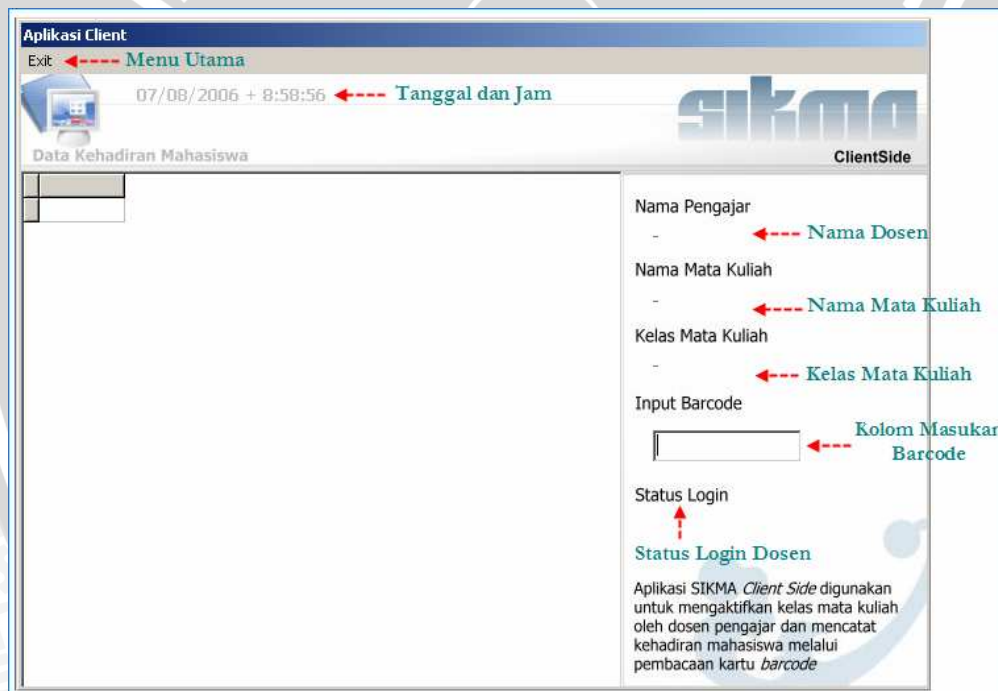 Aplikasi Client
Exit Menu Utama
07/08/2006 + 8:58:56 Tanggal dan Jam
sikma
Data Kehadiran Mahasiswa
ClientSide
Nama Pengajar
- Nama Dosen
Nama Mata Kuliah
- Nama Mata Kuliah
Kelas Mata Kuliah
- Kelas Mata Kuliah
Input Barcode
Kolom Masukan
Barcode
Status Login
Status Login Dosen
Aplikasi SIKMA Client Side digunakan
untuk mengaktifkan kelas mata kuliah
oleh dosen pengajar dan mencatat
kehadiran mahasiswa melalui
pembacaan kartu barcode